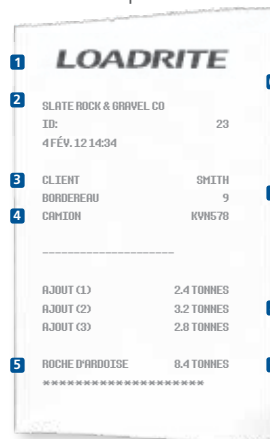 1 LOADRITE
2 SLATE ROCK & GRAVEL CO
ID: 23
4 FÉV. 12 14:34
3 CLIENT SMITH
BORDEREAU 9
4 CAMION KVN578
---------------------
AJOUT (1) 2.4 TONNES
AJOUT (2) 3.2 TONNES
AJOUT (3) 2.8 TONNES
5 ROCHE D'ARDOISE 8.4 TONNES
*********************